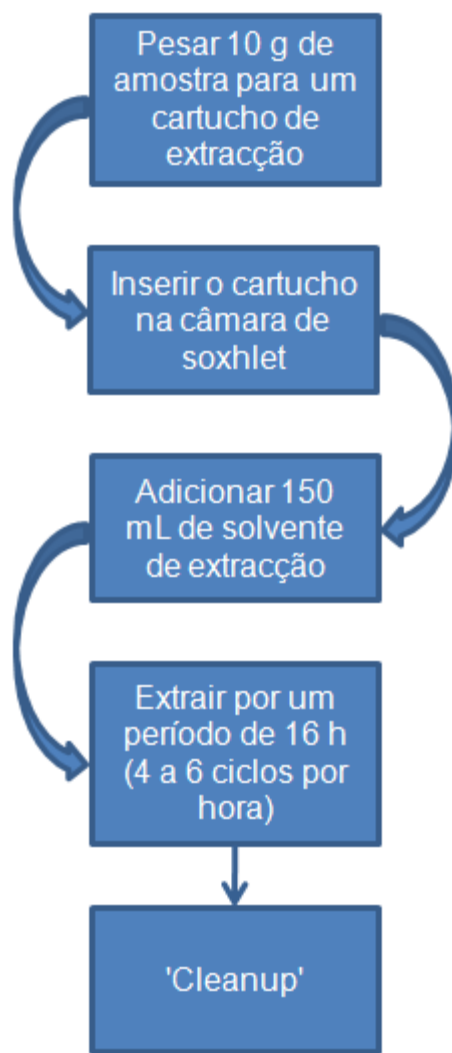 Pesar 10 g de
amostra para um
cartucho de
extracção
Inserir o cartucho
na câmara de
soxhlet
Adicionar 150
mL de solvente
de extracção
Extrair por um
período de 16 h
(4 a 6 ciclos por
hora)
'Cleanup'